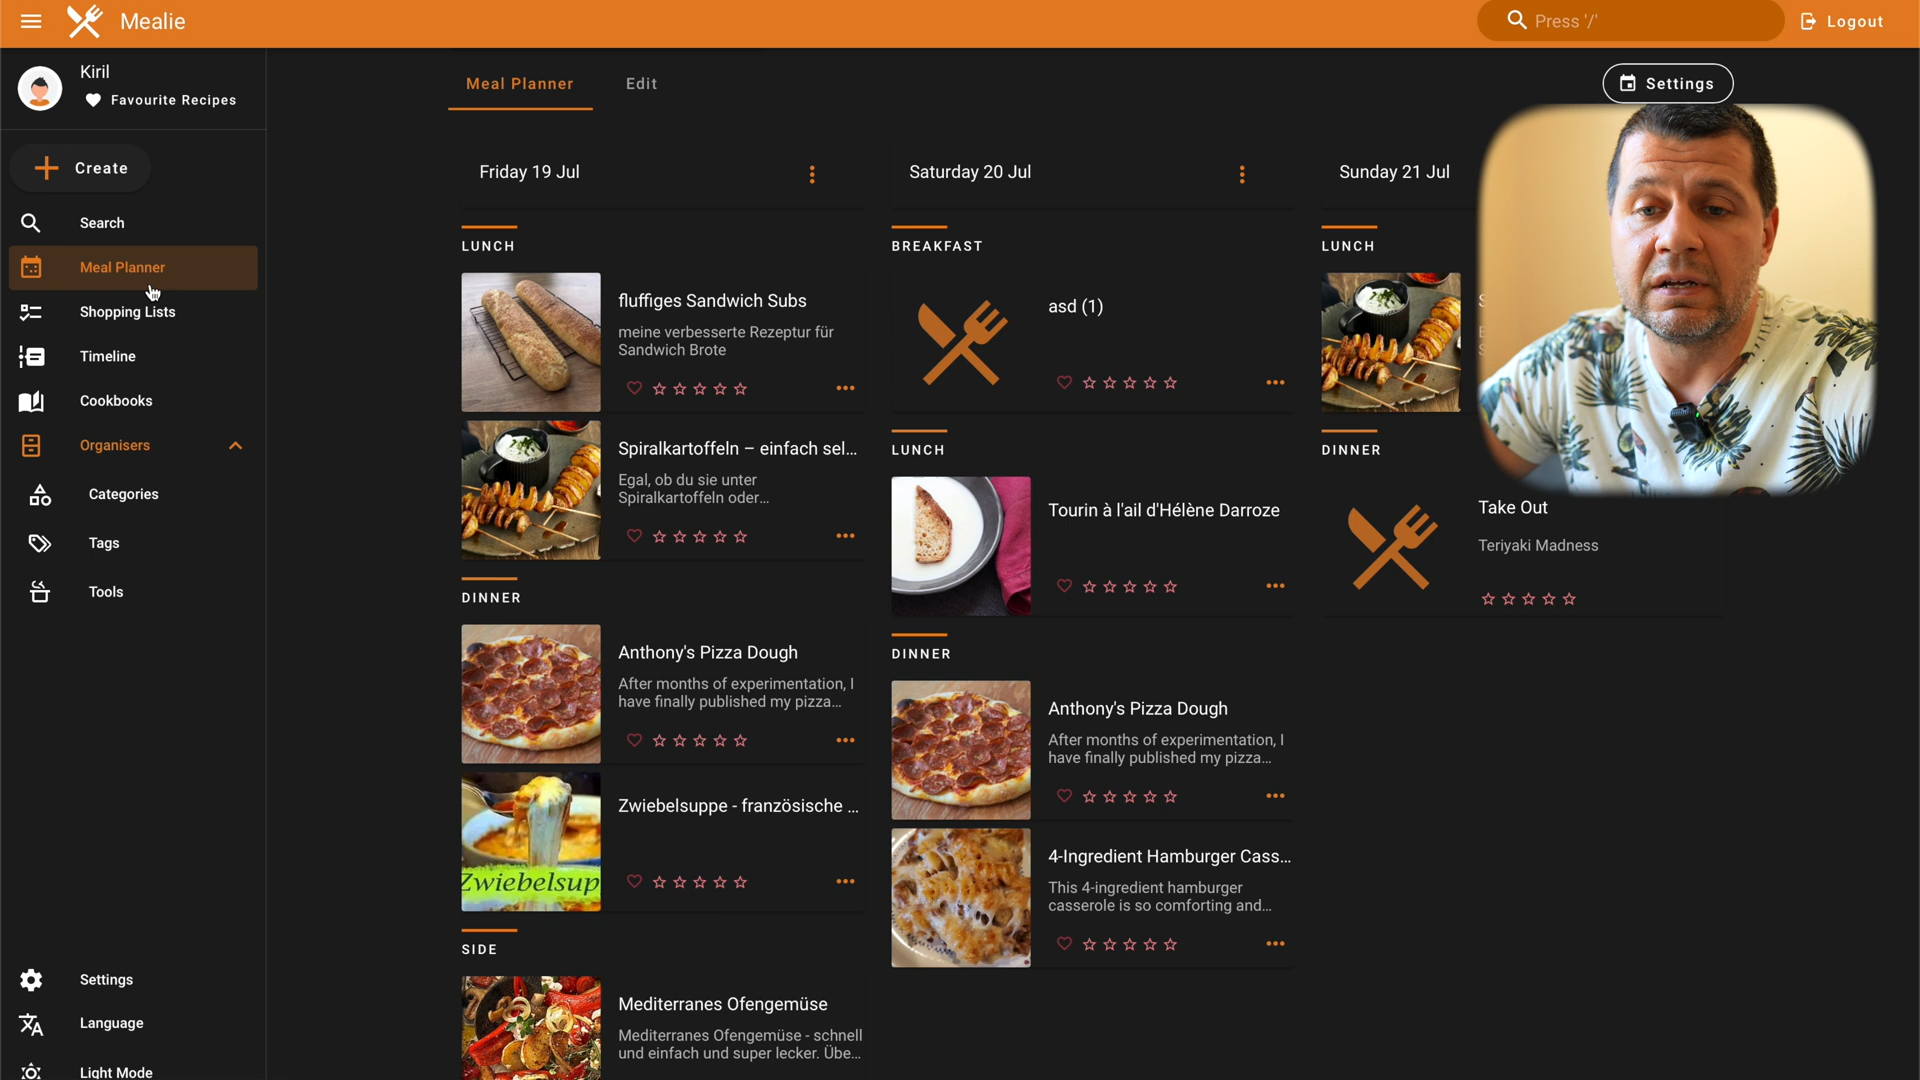 Mealie
Press '/'
Logout
Kiril
Favourite Recipes
Create
Search
Meal Planner
Shopping Lists
Timeline
Cookbooks
Organisers
Categories
Tags
Tools
Settings
Language
Light Mode
Meal Planner
Edit
Settings
Friday 19 Jul
LUNCH
fluffiges Sandwich Subs
meine verbesserte Rezeptur für
Sandwich Brote
Spiralkartoffeln – einfach sel...
Egal, ob du sie unter
Spiralkartoffeln oder...
DINNER
Anthony's Pizza Dough
After months of experimentation, I
have finally published my pizza...
Zwiebelsuppe - französische ...
Zwiebelsup
SIDE
Mediterranes Ofengemüse
Mediterranes Ofengemüse - schnell
und einfach und super lecker. Übe...
Saturday 20 Jul
BREAKFAST
asd (1)
LUNCH
Tourin à l'ail d'Hélène Darroze
DINNER
Anthony's Pizza Dough
After months of experimentation, I
have finally published my pizza...
4-Ingredient Hamburger Cass...
This 4-ingredient hamburger
casserole is so comforting and...
Sunday 21 Jul
LUNCH
DINNER
Take Out
Teriyaki Madness